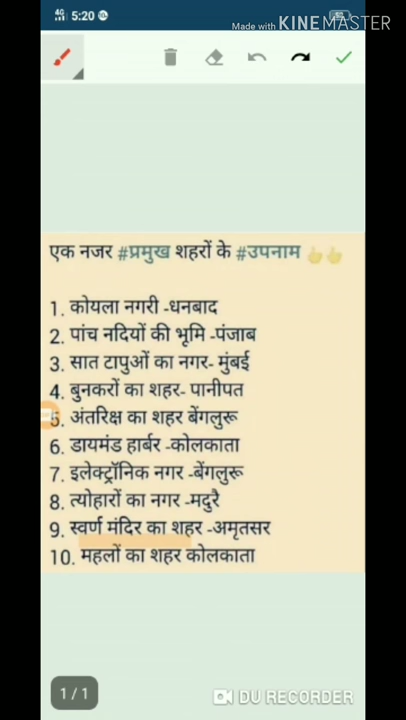 4G 5:20
Made with KINEMASTER
एक नजर #प्रमुख शहरों के #उपनाम 👍👍
1. कोयला नगरी -धनबाद
2. पांच नदियों की भूमि -पंजाब
3. सात टापुओं का नगर- मुंबई
4. बुनकरों का शहर- पानीपत
5. अंतरिक्ष का शहर बेंगलुरू
6. डायमंड हार्बर -कोलकाता
7. इलेक्ट्रॉनिक नगर -बेंगलुरू
8. त्योहारों का नगर -मदुरै
9. स्वर्ण मंदिर का शहर -अमृतसर
10. महलों का शहर कोलकाता
1 / 1
DU RECORDER